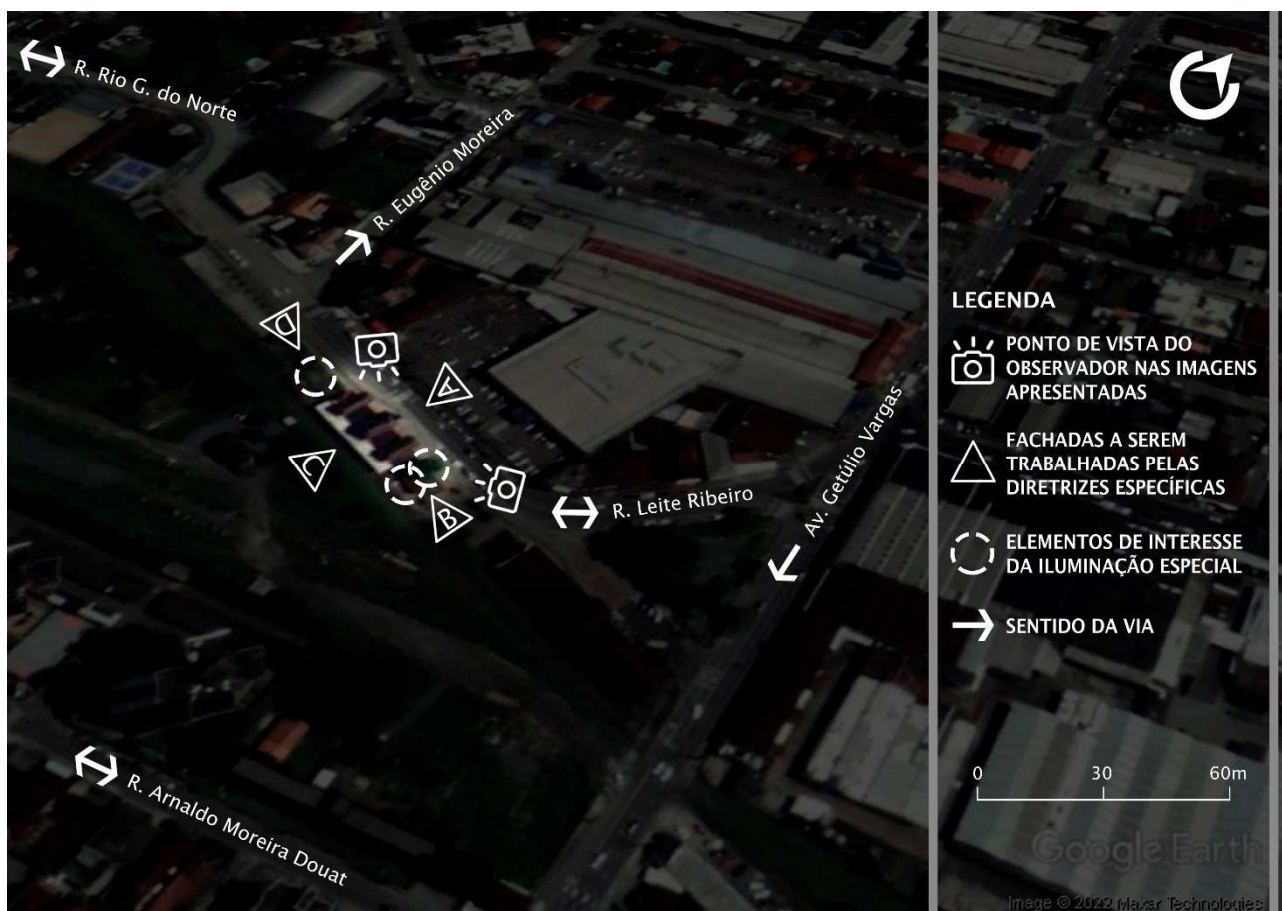 R. Rio G. do Norte
R. Eugênio Moreira
D
A
C
B
R. Leite Ribeiro
Av. Getúlio Vargas
R. Arnaldo Moreira Douat
LEGENDA
PONTO DE VISTA DO
OBSERVADOR NAS IMAGENS
APRESENTADAS
FACHADAS A SEREM
TRABALHADAS PELAS
DIRETRIZES ESPECÍFICAS
ELEMENTOS DE INTERESSE
DA ILUMINAÇÃO ESPECIAL
SENTIDO DA VIA
0 30 60m
Google Earth
Image © 2022 Maxar Technologies